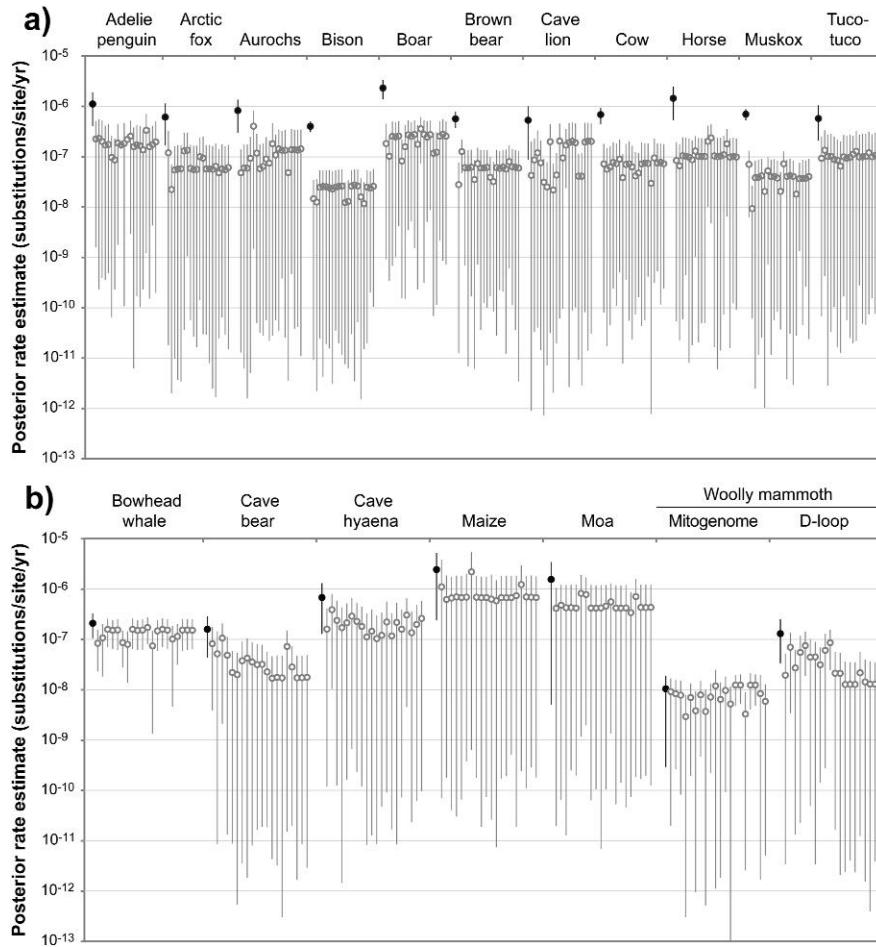 a)
Adelie penguin
Arctic fox
Aurochs
Bison
Boar
Brown bear
Cave lion
Cow
Horse
Muskox
Tuco-tuco
Posterior rate estimate (substitutions/site/yr)
10-5
10-6
10-7
10-8
10-9
10-10
10-11
10-12
10-13
b)
Bowhead whale
Cave bear
Cave hyaena
Maize
Moa
Woolly mammoth
Mitogenome
D-loop
Posterior rate estimate (substitutions/site/yr)
10-5
10-6
10-7
10-8
10-9
10-10
10-11
10-12
10-13